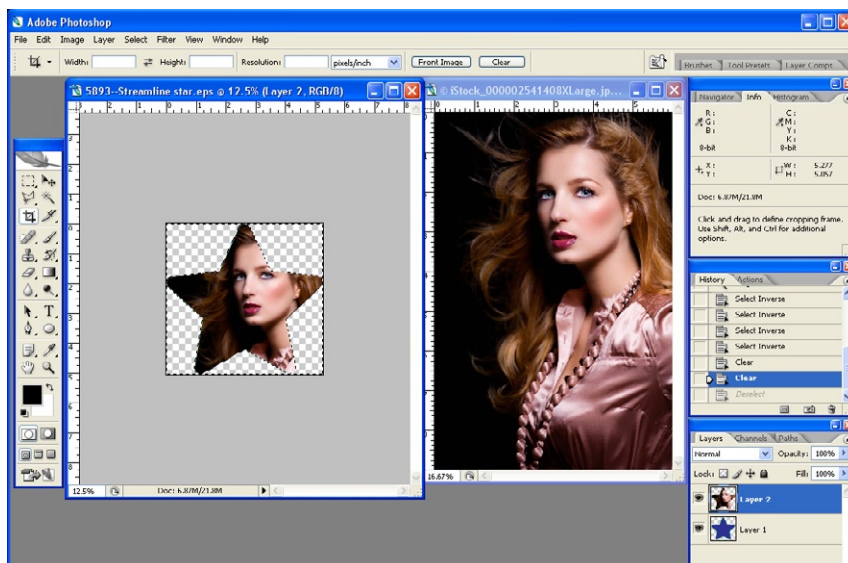 Adobe Photoshop
File Edit Image Layer Select Filter View Window Help
Width: Height: Resolution: pixels/inch Front Image Clear
Brushes Tool Presets Layer Comps
5893--Streamline star.eps @ 12.5% (Layer 2, RGB/8)
© iStock_000002541408XLarge.jp...
Navigator Info Histogram
R: C:
G: M:
B: Y:
K:
8-bit 8-bit
X: W: 5.277
Y: H: 5.057
Doc: 6.87M/21.8M
Click and drag to define cropping frame.
Use Shift, Alt, and Ctrl for additional
options.
History Actions
Select Inverse
Select Inverse
Select Inverse
Select Inverse
Clear
Clear
Deselect
Layers Channels Paths
Normal Opacity: 100%
Lock: Fill: 100%
Layer 2
Layer 1
12.5% Doc: 6.87M/21.8M
16.67%